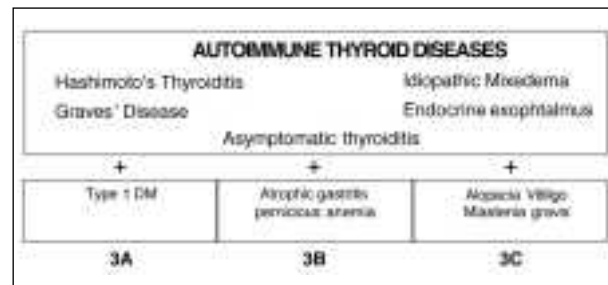 AUTOIMMUNE THYROID DISEASES
Hashimoto's Thyroiditis Idiopathic Mixedema
Graves' Disease Endocrine exophtalmus
Asymptomatic thyroiditis
+ + +
Type 1 DM Atrophic gastritis Alopecia Vitiligo
pernicious anemia Miastenia gravis
3A 3B 3C